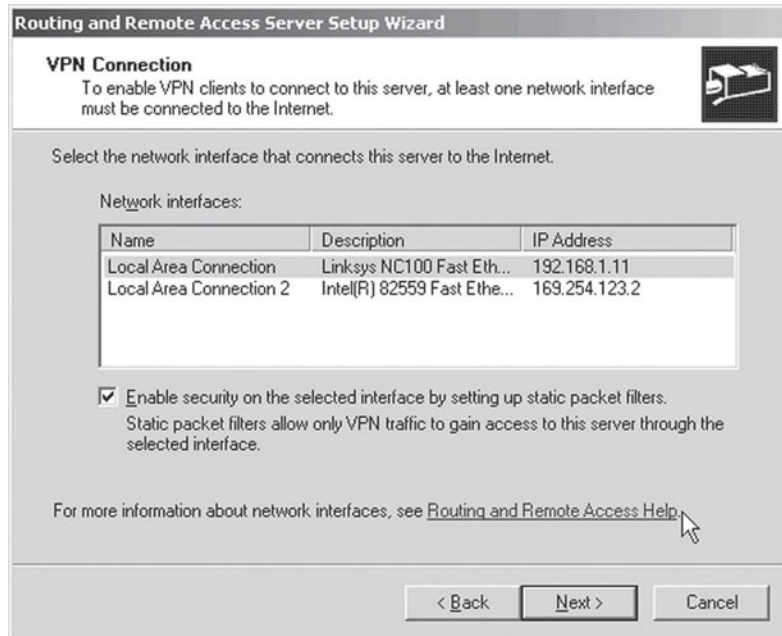 Routing and Remote Access Server Setup Wizard
VPN Connection
To enable VPN clients to connect to this server, at least one network interface
must be connected to the Internet.
Select the network interface that connects this server to the Internet.
Network interfaces:
Name Description IP Address
Local Area Connection Linksys NC100 Fast Eth... 192.168.1.11
Local Area Connection 2 Intel(R) 82559 Fast Ethe... 169.254.123.2
Enable security on the selected interface by setting up static packet filters.
Static packet filters allow only VPN traffic to gain access to this server through the
selected interface.
For more information about network interfaces, see Routing and Remote Access Help.
< Back Next > Cancel